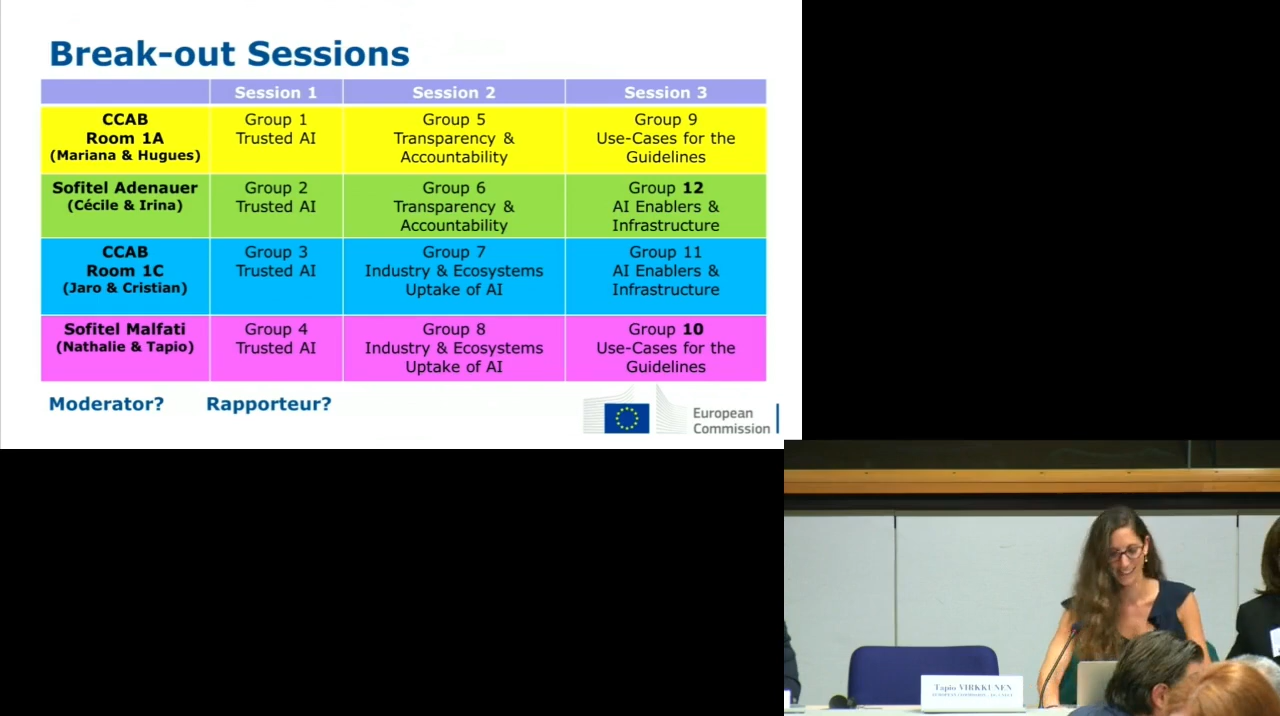 Break-out Sessions
Session 1 Session 2 Session 3
CCAB
Room 1A
(Mariana & Hugues)
Group 1
Trusted AI
Group 5
Transparency &
Accountability
Group 9
Use-Cases for the
Guidelines
Sofitel Adenauer
(Cécile & Irina)
Group 2
Trusted AI
Group 6
Transparency &
Accountability
Group 12
AI Enablers &
Infrastructure
CCAB
Room 1C
(Jaro & Cristian)
Group 3
Trusted AI
Group 7
Industry & Ecosystems
Uptake of AI
Group 11
AI Enablers &
Infrastructure
Sofitel Malfati
(Nathalie & Tapio)
Group 4
Trusted AI
Group 8
Industry & Ecosystems
Uptake of AI
Group 10
Use-Cases for the
Guidelines
Moderator? Rapporteur?
European
Commission
Tapio VIRKKUNEN
EUROPEAN COMMISSION